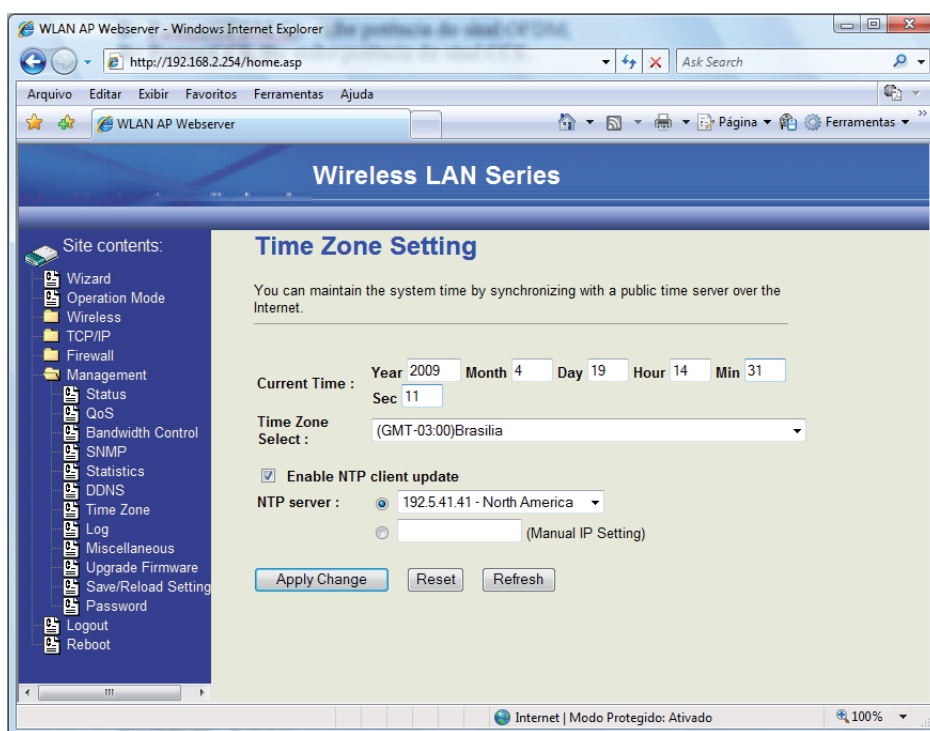 WLAN AP Webserver - Windows Internet Explorer
http://192.168.2.254/home.asp
Ask Search
Arquivo Editar Exibir Favoritos Ferramentas Ajuda
WLAN AP Webserver
Página Ferramentas »
Wireless LAN Series
Site contents:
Wizard
Operation Mode
Wireless
TCP/IP
Firewall
Management
Status
QoS
Bandwidth Control
SNMP
Statistics
DDNS
Time Zone
Log
Miscellaneous
Upgrade Firmware
Save/Reload Setting
Password
Logout
Reboot
Time Zone Setting
You can maintain the system time by synchronizing with a public time server over the
Internet.
Current Time : Year 2009 Month 4 Day 19 Hour 14 Min 31
Sec 11
Time Zone
Select : (GMT-03:00)Brasilia
Enable NTP client update
NTP server : 192.5.41.41 - North America
(Manual IP Setting)
Apply Change Reset Refresh
Internet | Modo Protegido: Ativado 100%